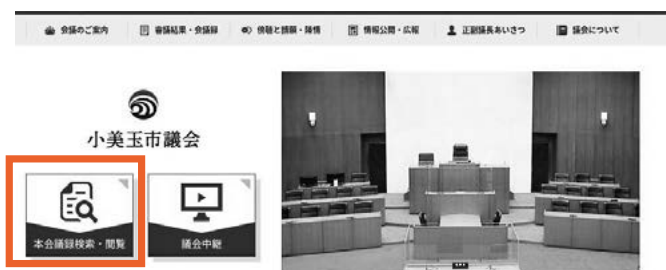 会議のご案内 審議結果・会議録 傍聴と請願・陳情 情報公開・広報 正副議長あいさつ 議会について
小美玉市議会
本会議録検索・閲覧 議会中継